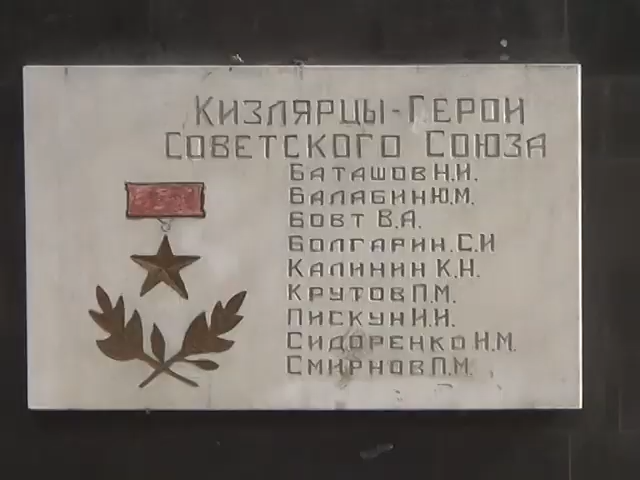 Кизлярцы-Герои
Советского Союза
Баташов Н.И.
Балабин Ю.М.
Бовт В.А.
Болгарин.С.И
Калинин К.Н.
Крутов П.М.
Пискун И.И.
Сидоренко Н.М.
Смирнов П.М.